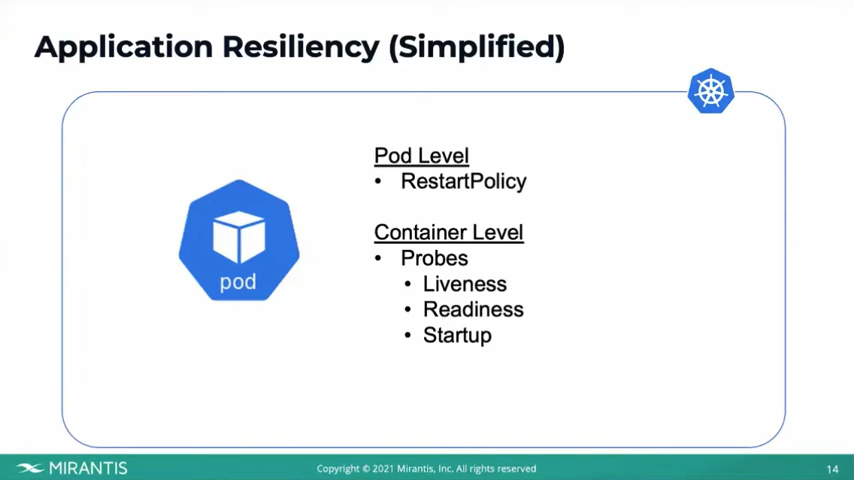 Application Resiliency (Simplified)
Pod Level
• RestartPolicy
Container Level
• Probes
• Liveness
• Readiness
• Startup
pod
MIRANTIS
Copyright © 2021 Mirantis, Inc. All rights reserved
14